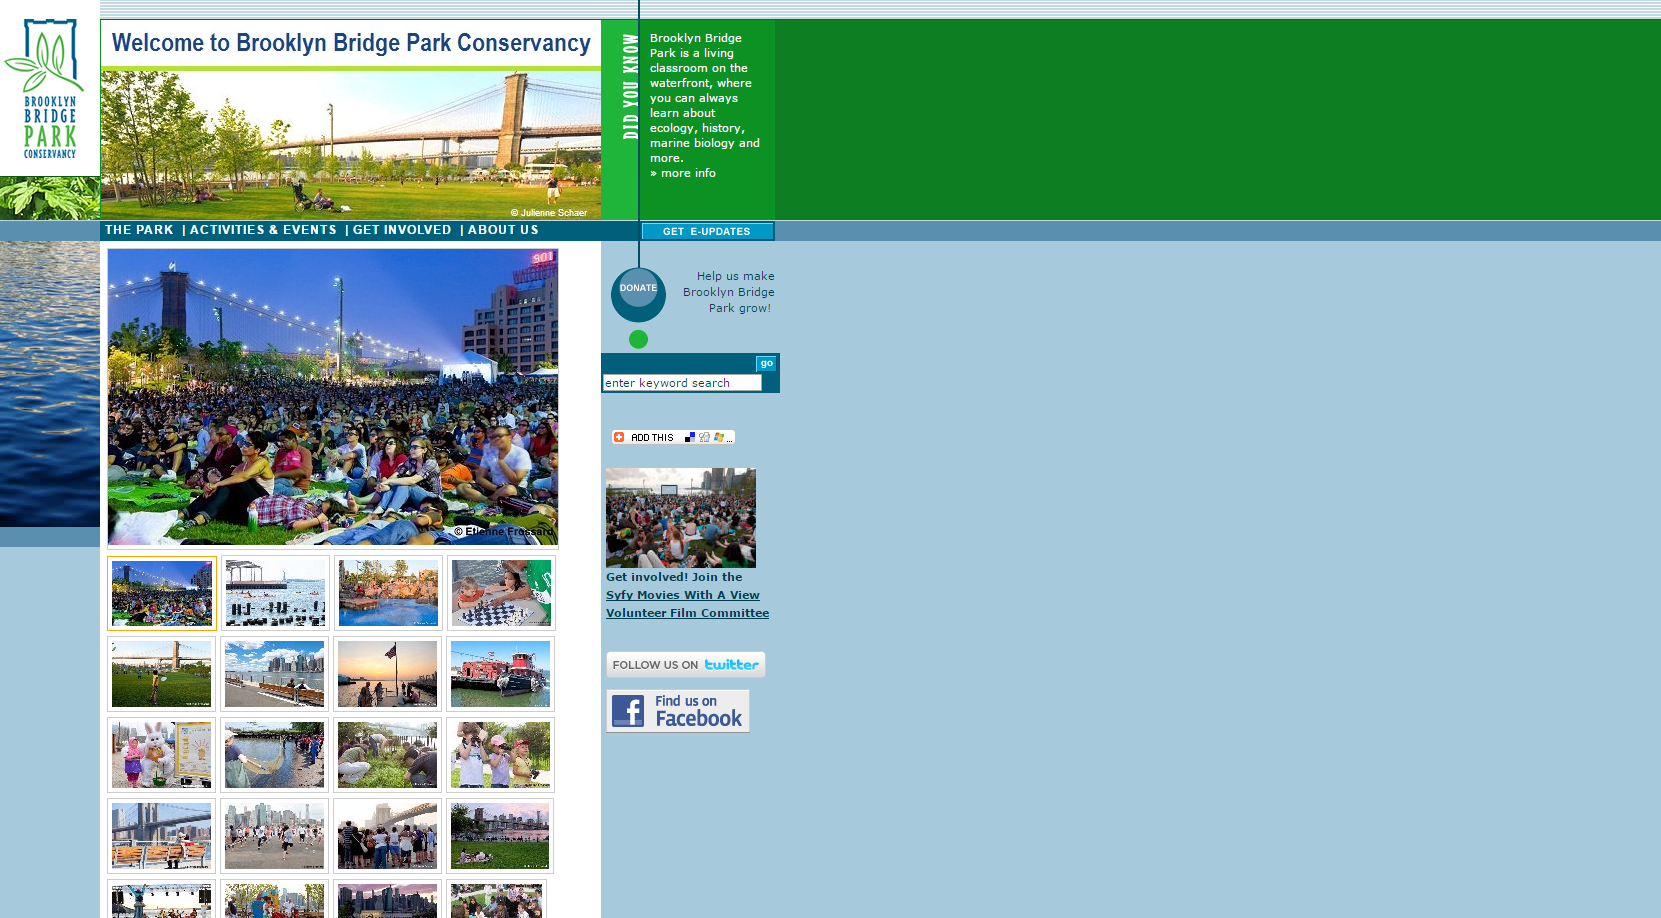 BROOKLYN
BRIDGE
PARK
CONSERVANCY
Welcome to Brooklyn Bridge Park Conservancy
© Julienne Schaer
DID YOU KNOW
Brooklyn Bridge
Park is a living
classroom on the
waterfront, where
you can always
learn about
ecology, history,
marine biology and
more.
» more info
THE PARK | ACTIVITIES & EVENTS | GET INVOLVED | ABOUT US
GET E-UPDATES
© Etienne Frossard
DONATE
Help us make
Brooklyn Bridge
Park grow!
go
enter keyword search
ADD THIS ...
Get involved! Join the
Syfy Movies With A View
Volunteer Film Committee
FOLLOW US ON twitter
f Find us on
Facebook